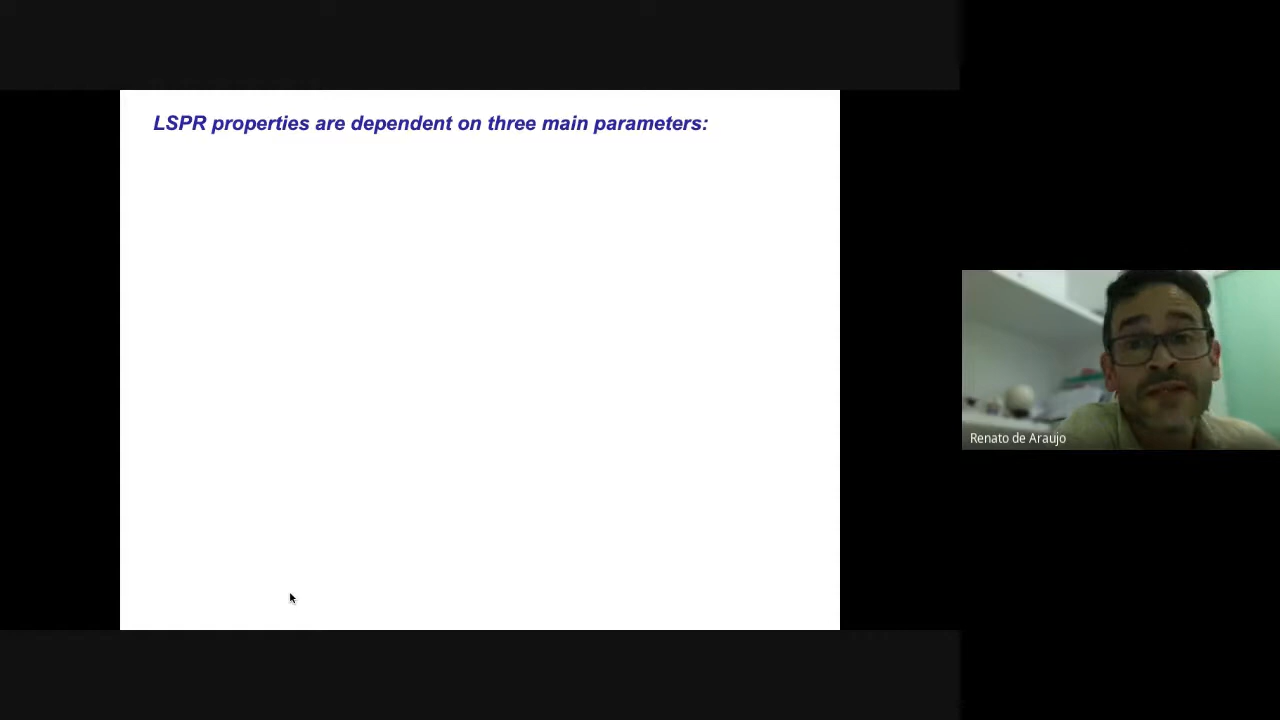 LSPR properties are dependent on three main parameters:
Renato de Araujo